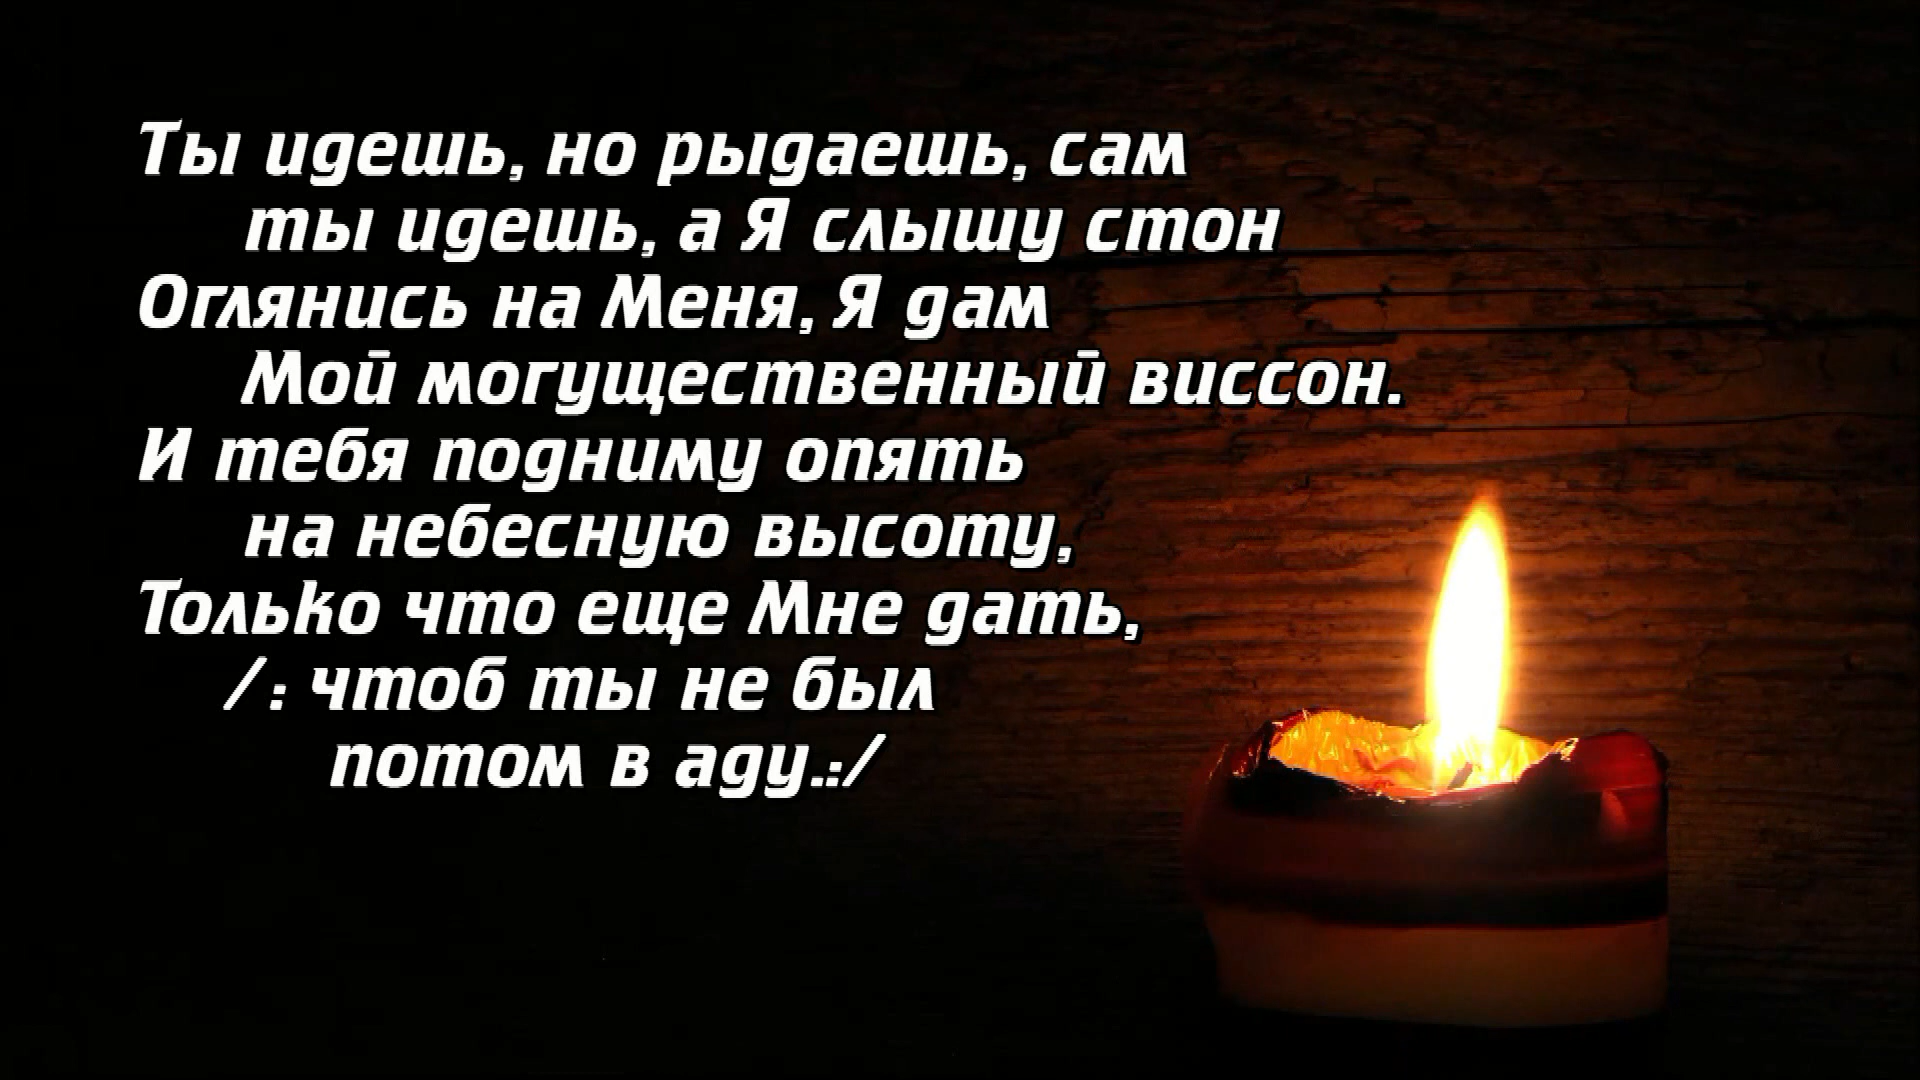 Ты идешь, но рыдаешь, сам
ты идешь, а Я слышу стон
Оглянись на Меня, Я дам
Мой могущественный виссон.
И тебя подниму опять
на небесную высоту,
Только что еще Мне дать,
/: чтоб ты не был
потом в аду.:/